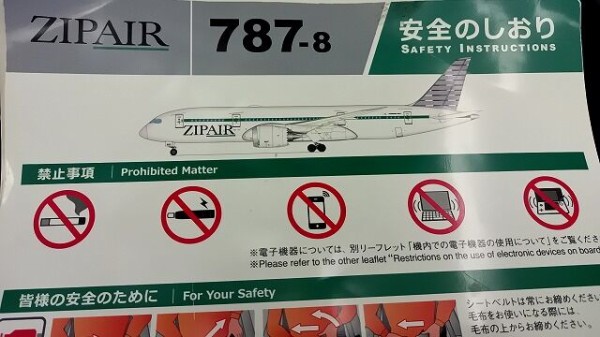 ZIPAIR
787-8
安全のしおり
SAFETY INSTRUCTIONS
ZIPAIR
禁止事項 Prohibited Matter
※電子機器については、別リーフレット「機内での電子機器の使用について」をご覧くださ
※Please refer to the other leaflet "Restrictions on the use of electronic devices on board
皆様の安全のために For Your Safety
シートベルトは常にお締めください。
毛布をお使いになる際には、
毛布の上からお締めください。